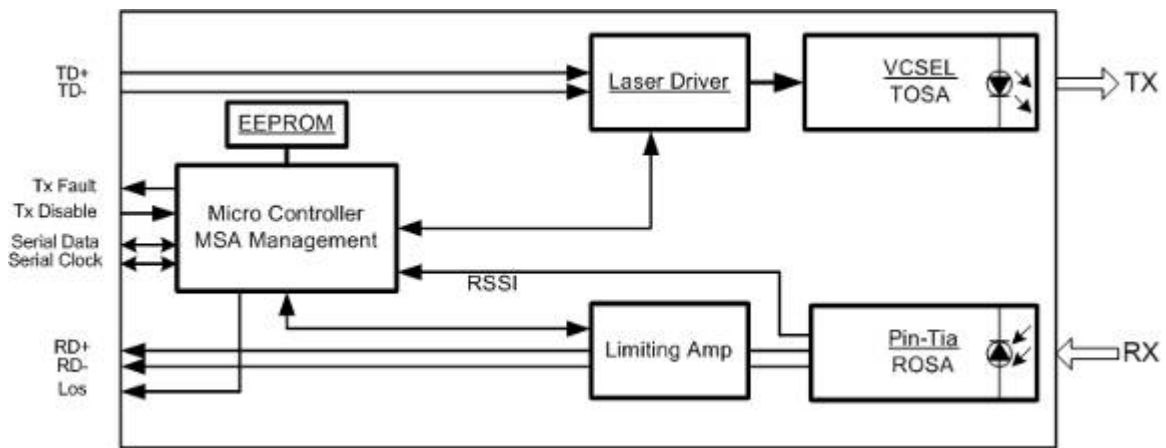 TD+
TD-
Laser Driver
VCSEL
TOSA
TX
EEPROM
Tx Fault
Tx Disable
Serial Data
Serial Clock
Micro Controller
MSA Management
RSSI
RD+
RD-
Los
Limiting Amp
Pin-Tia
ROSA
RX